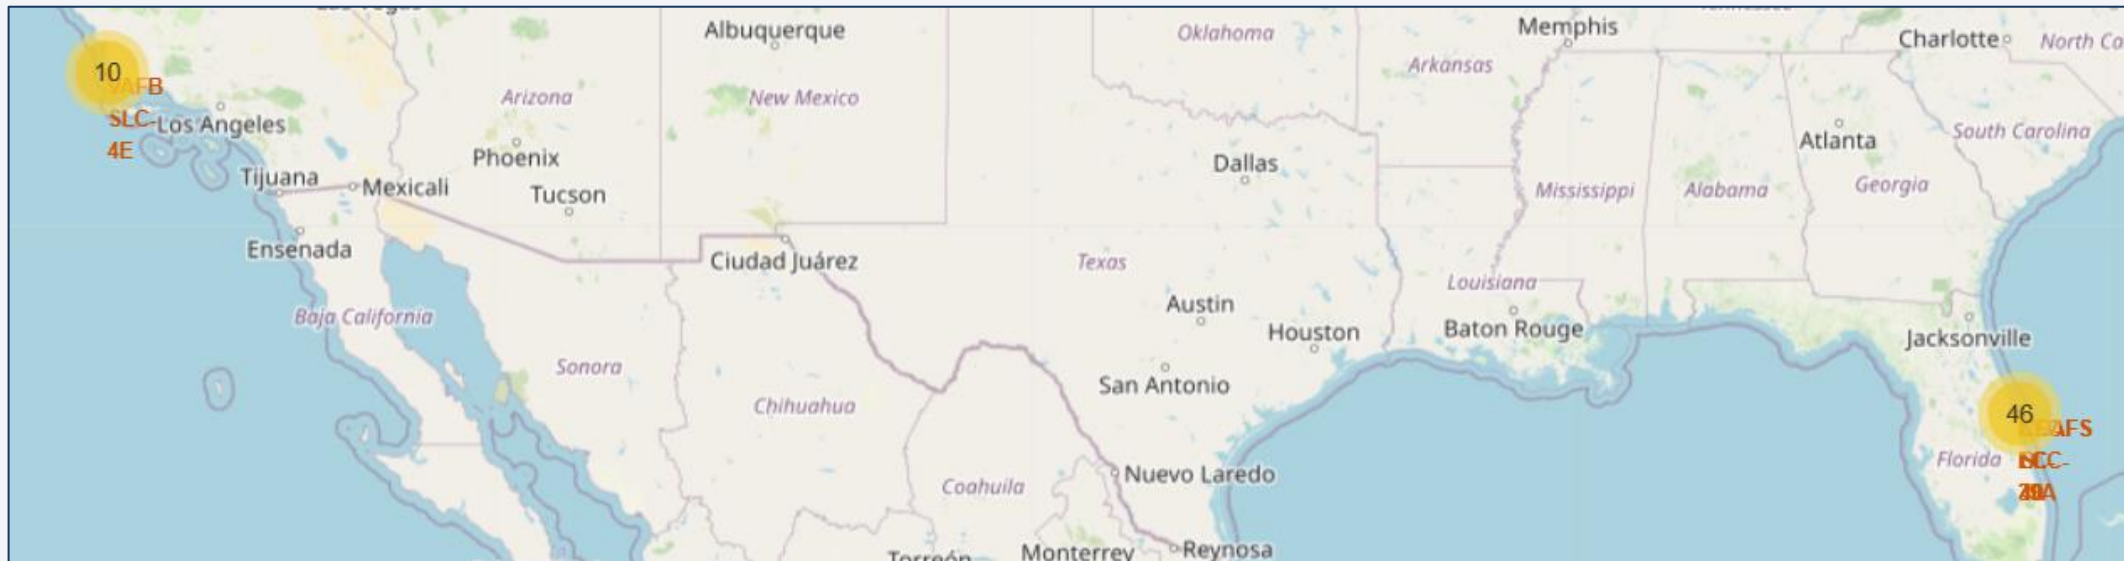 Albuquerque
Oklahoma
Memphis
Charlotte
North Co
10
VAFB
SLC-
4E
Los Angeles
Arizona
New Mexico
Arkansas
Phoenix
Tucson
Dallas
Atlanta
South Carolina
Tijuana
Mexicali
Mississippi
Alabama
Georgia
Ensenada
Ciudad Juárez
Texas
Louisiana
Baja California
Austin
Houston
Baton Rouge
Jacksonville
Sonora
San Antonio
Chihuahua
46
Florida
Coahuila
Nuevo Laredo
Torreón
Monterrey
Reynosa